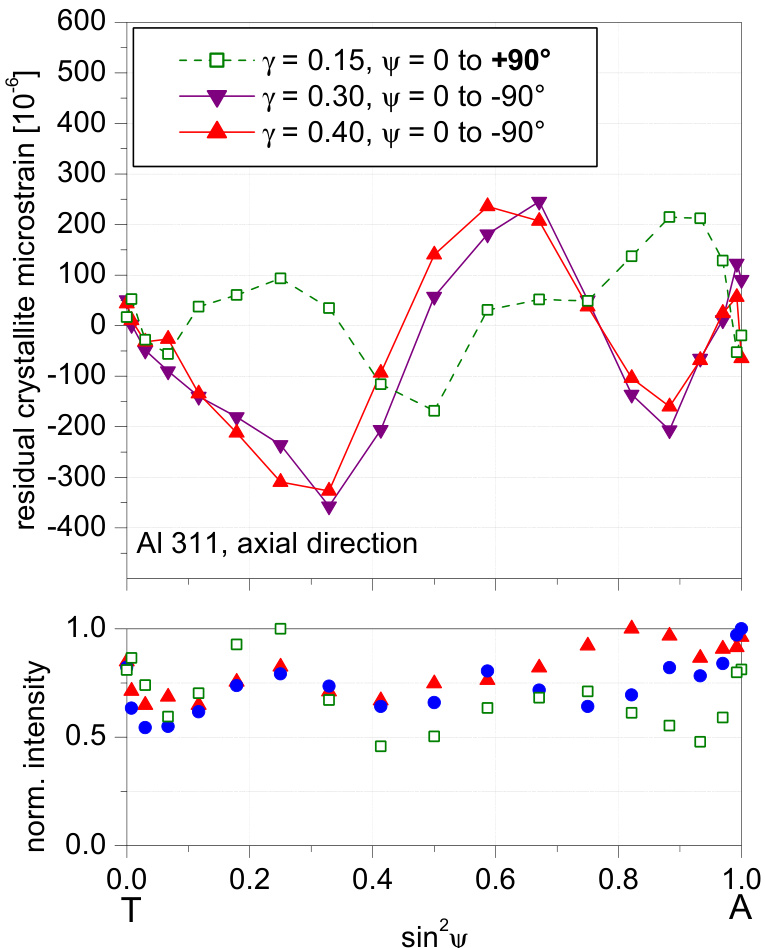 600
500
400
300
200
100
0
-100
-200
-300
-400
residual crystallite microstrain [10⁻⁶]
γ = 0.15, ψ = 0 to +90°
γ = 0.30, ψ = 0 to -90°
γ = 0.40, ψ = 0 to -90°
Al 311, axial direction
1.0
0.5
0.0
norm. intensity
0.0 0.2 0.4 0.6 0.8 1.0
T A
sin²ψ